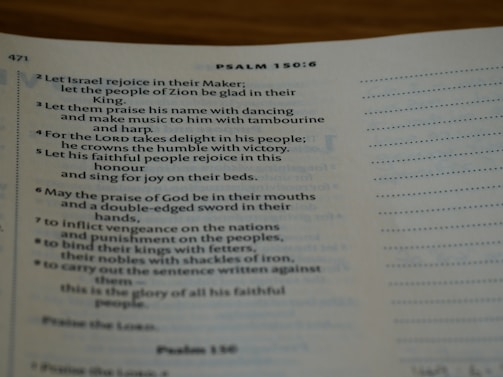 471
PSALM 150:6
2 Let Israel rejoice in their Maker;
let the people of Zion be glad in their
King.
3 Let them praise his name with dancing
and make music to him with tambourine
and harp.
4 For the LORD takes delight in his people;
he crowns the humble with victory.
5 Let his faithful people rejoice in this
honour
and sing for joy on their beds.
6 May the praise of God be in their mouths
and a double-edged sword in their
hands,
7 to inflict vengeance on the nations
and punishment on the peoples,
8 to bind their kings with fetters,
their nobles with shackles of iron,
9 to carry out the sentence written against
them —
this is the glory of all his faithful
people.
Praise the LORD.
Psalm 150
Praise the LORD.